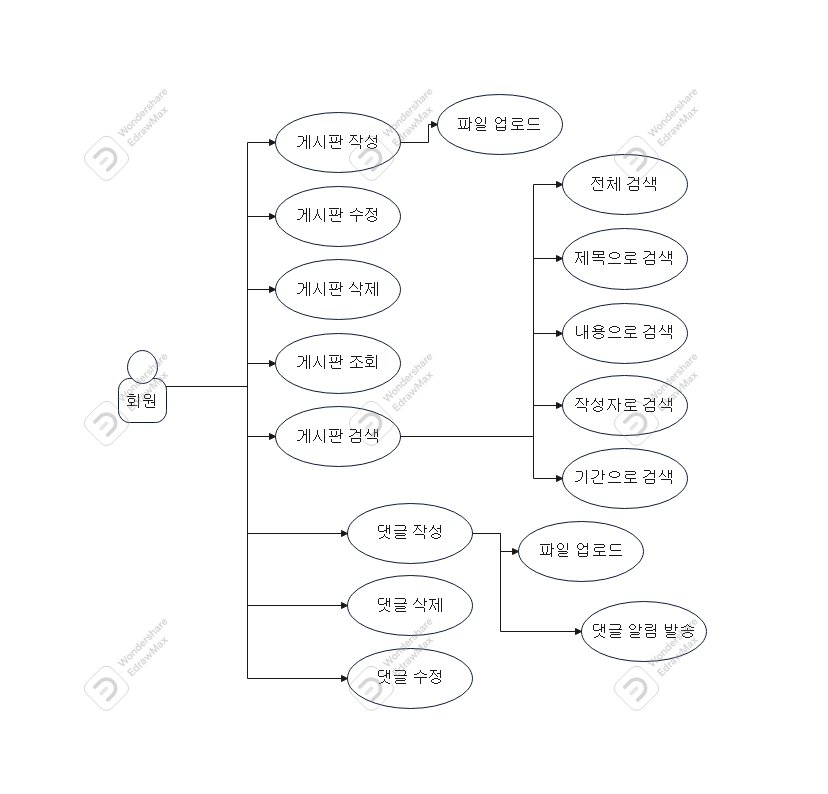 Wondershare
EdrawMax
Wondershare
EdrawMax
Wondershare
EdrawMax
게시판 작성
파일 업로드
전체 검색
게시판 수정
제목으로 검색
게시판 삭제
내용으로 검색
게시판 조회
회원
Wondershare
EdrawMax
Wondershare
EdrawMax
Wondershare
EdrawMax
작성자로 검색
게시판 검색
기간으로 검색
댓글 작성
파일 업로드
댓글 삭제
댓글 알림 발송
댓글 수정
Wondershare
EdrawMax
Wondershare
EdrawMax
Wondershare
EdrawMax